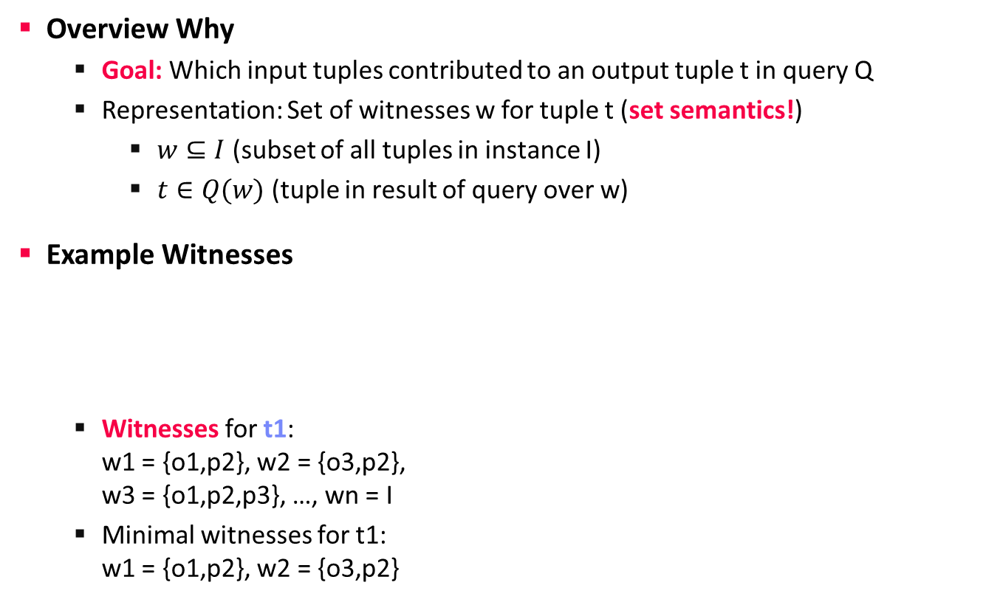 Overview Why
Goal: Which input tuples contributed to an output tuple t in query Q
Representation: Set of witnesses w for tuple t (set semantics!)
w ⊆ I (subset of all tuples in instance I)
t ∈ Q(w) (tuple in result of query over w)
Example Witnesses
Witnesses for t1:
w1 = {o1,p2}, w2 = {o3,p2},
w3 = {o1,p2,p3}, …, wn = I
Minimal witnesses for t1:
w1 = {o1,p2}, w2 = {o3,p2}